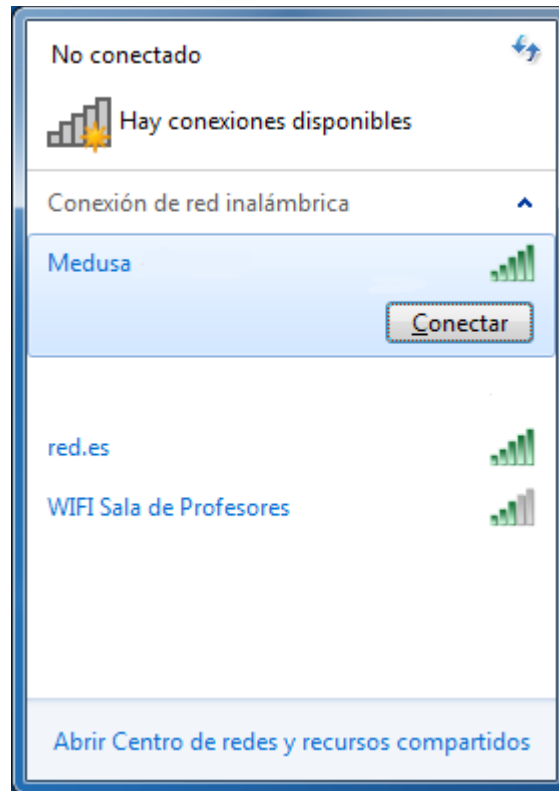 No conectado
Hay conexiones disponibles
Conexión de red inalámbrica
Medusa
Conectar
red.es
WIFI Sala de Profesores
Abrir Centro de redes y recursos compartidos